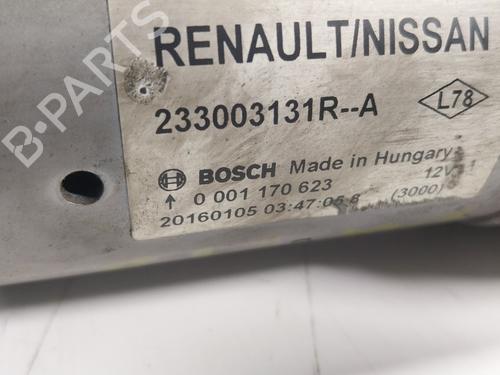 RENAULT/NISSAN
233003131R--A
L78
BOSCH Made in Hungary
0 001 170 623 12V
20160105 03:47:05 (3000)
B-PARTS